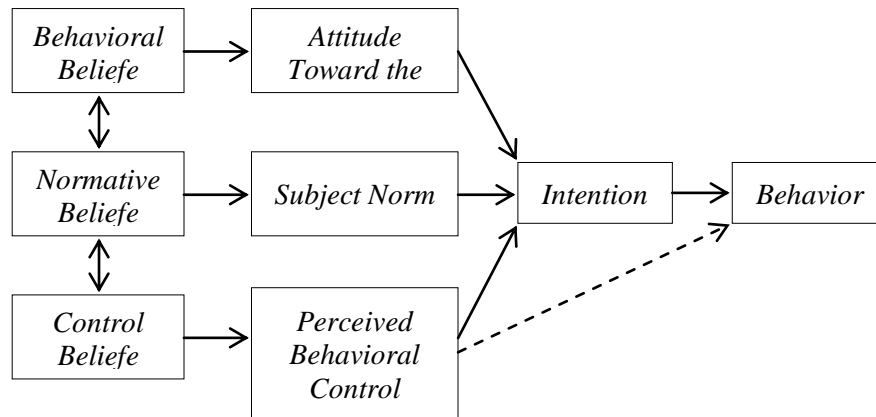 Behavioral
Beliefe
Attitude
Toward the
Normative
Beliefe
Subject Norm
Intention
Behavior
Control
Beliefe
Perceived
Behavioral
Control